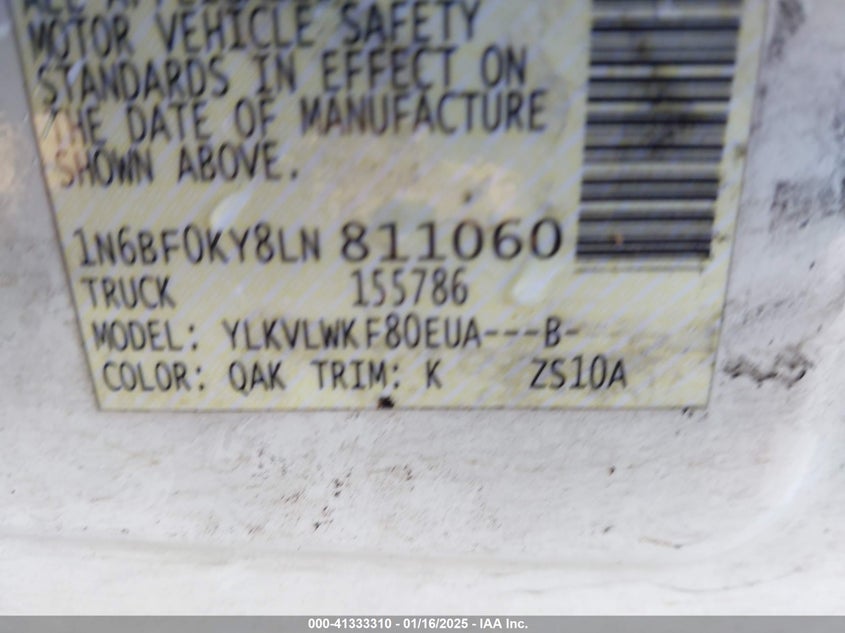 MOTOR VEHICLE SAFETY
STANDARDS IN EFFECT ON
THE DATE OF MANUFACTURE
SHOWN ABOVE.
1N6BF0KY8LN 811060
TRUCK 155786
MODEL: YLKVLWKF80EUA---B-
COLOR: QAK TRIM: K ZS10A
000-41333310 - 01/16/2025 - IAA Inc.